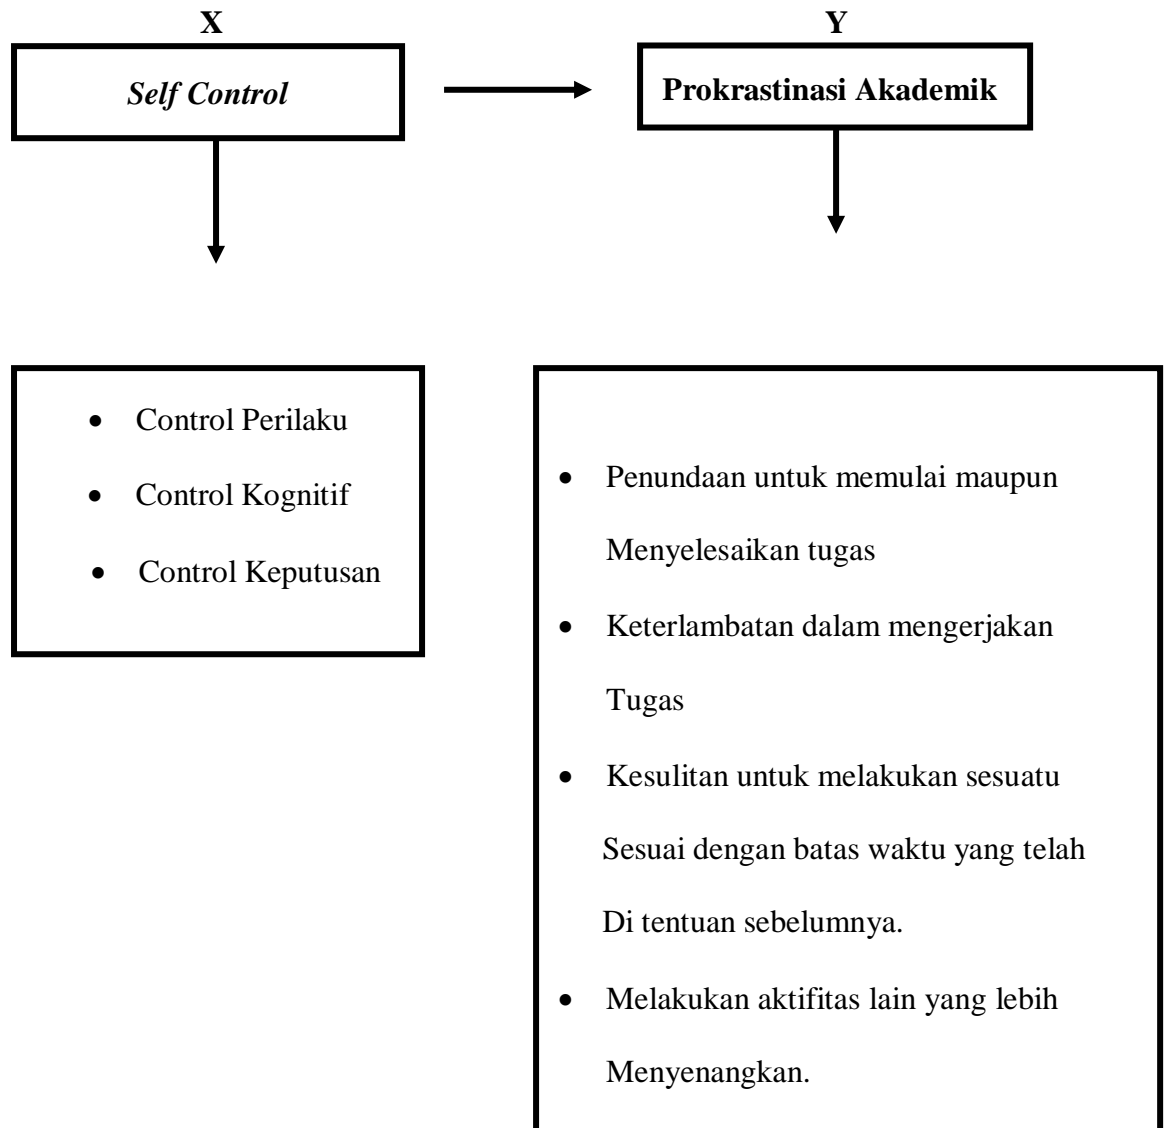 X
Y
Self Control
Prokrastinasi Akademik
• Control Perilaku
• Control Kognitif
• Control Keputusan
• Penundaan untuk memulai maupun
Menyelesaikan tugas
• Keterlambatan dalam mengerjakan
Tugas
• Kesulitan untuk melakukan sesuatu
Sesuai dengan batas waktu yang telah
Di tentuan sebelumnya.
• Melakukan aktifitas lain yang lebih
Menyenangkan.